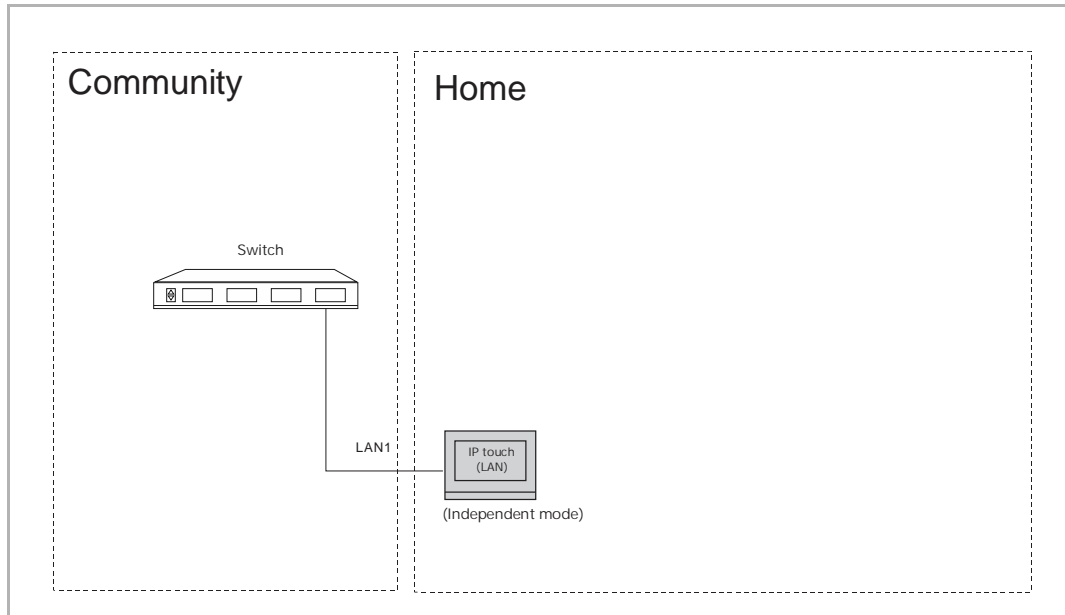 Community
Home
Switch
LAN1
IP touch
(LAN)
(Independent mode)